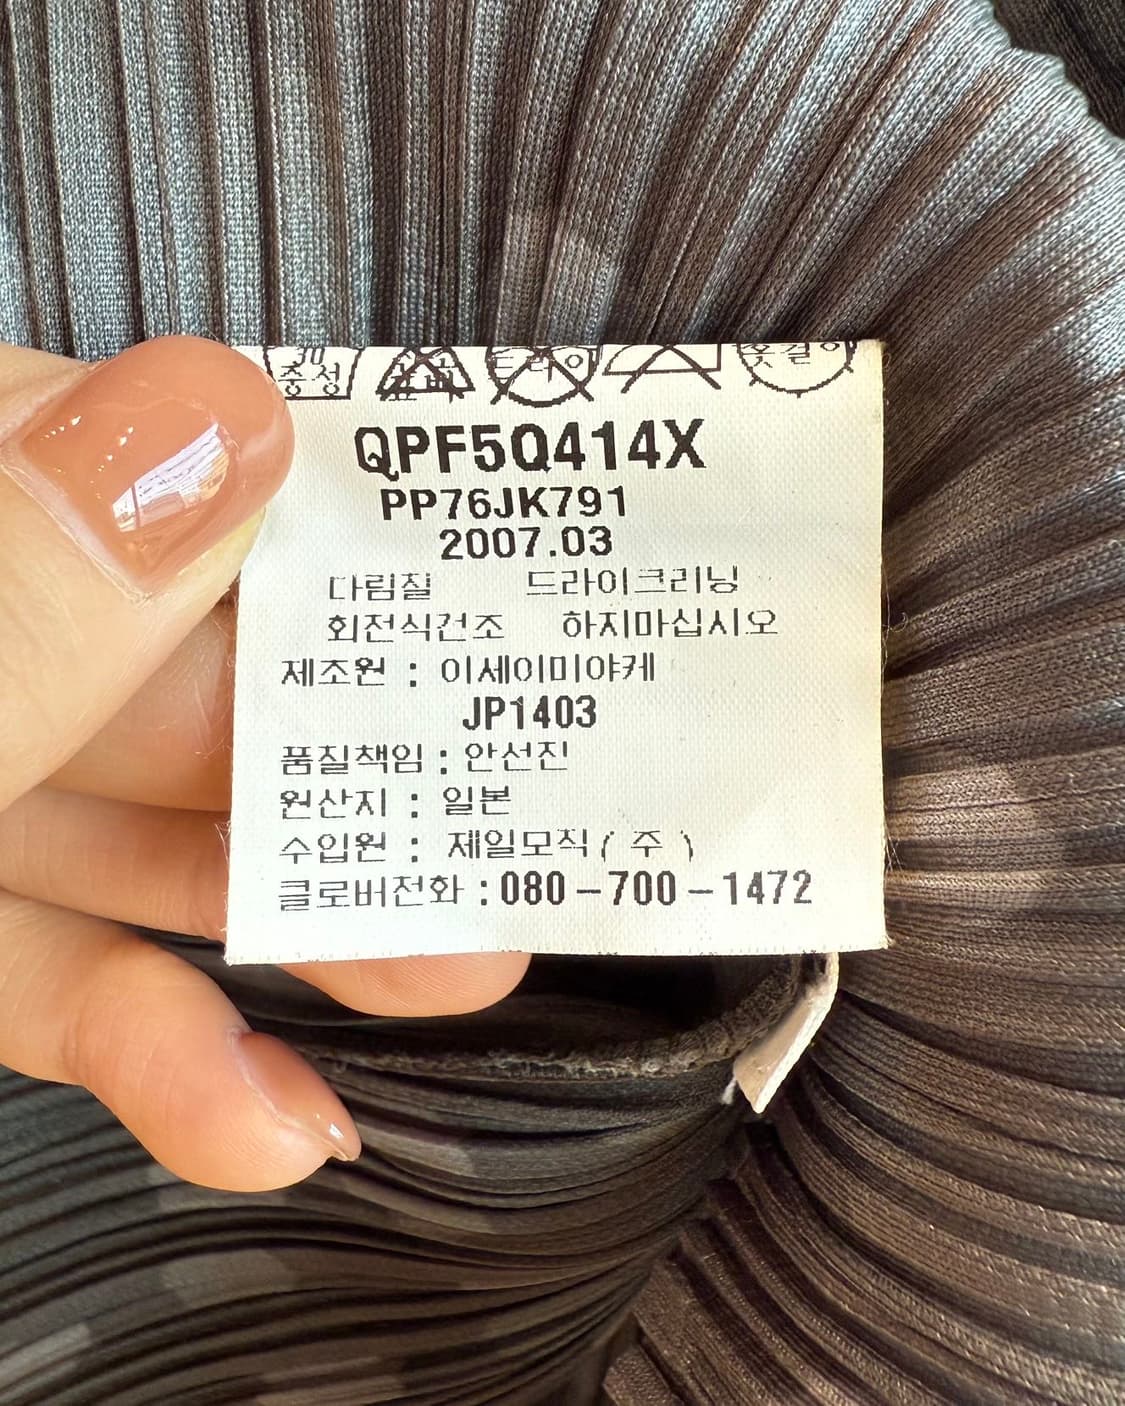 30 중성 드라이 옷걸이
QPF5Q414X
PP76JK791
2007.03
다림질 드라이크리닝
회전식건조 하지마십시오
제조원 : 이세이미야케
JP1403
품질책임 : 안선진
원산지 : 일본
수입원 : 제일모직( 주 )
클로버전화 : 080-700-1472